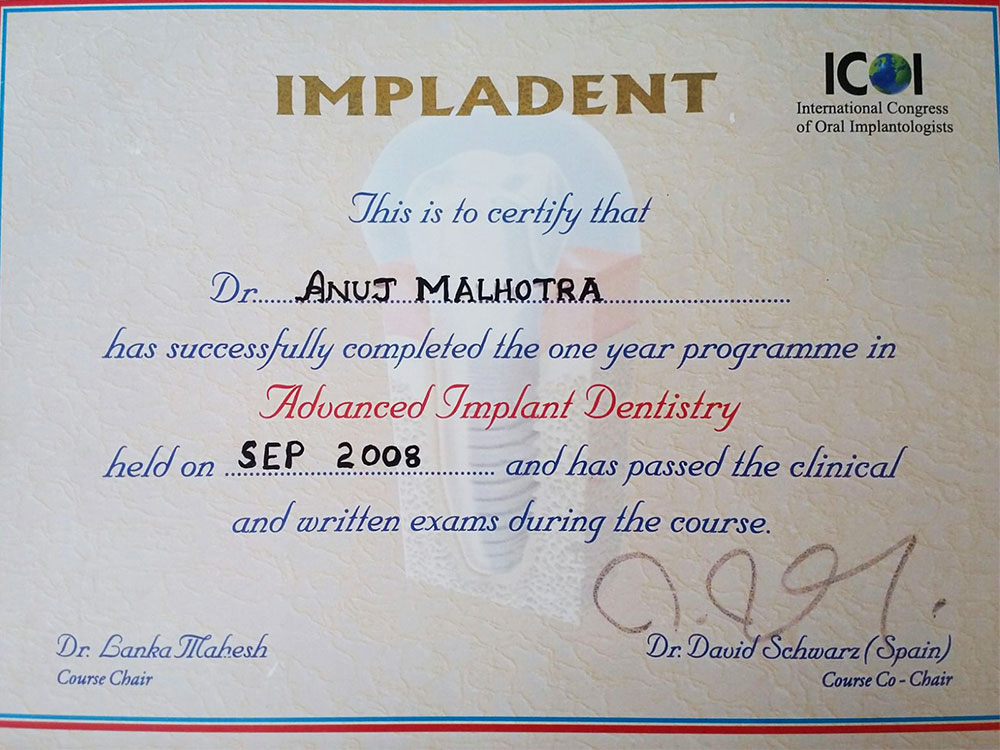 IMPLADENT
ICOI
International Congress
of Oral Implantologists
This is to certify that
Dr. ANUJ MALHOTRA
has successfully completed the one year programme in
Advanced Implant Dentistry
held on SEP 2008 and has passed the clinical
and written exams during the course.
Dr. Lanka Mahesh
Course Chair
Dr. David Schwarz (Spain)
Course Co - Chair